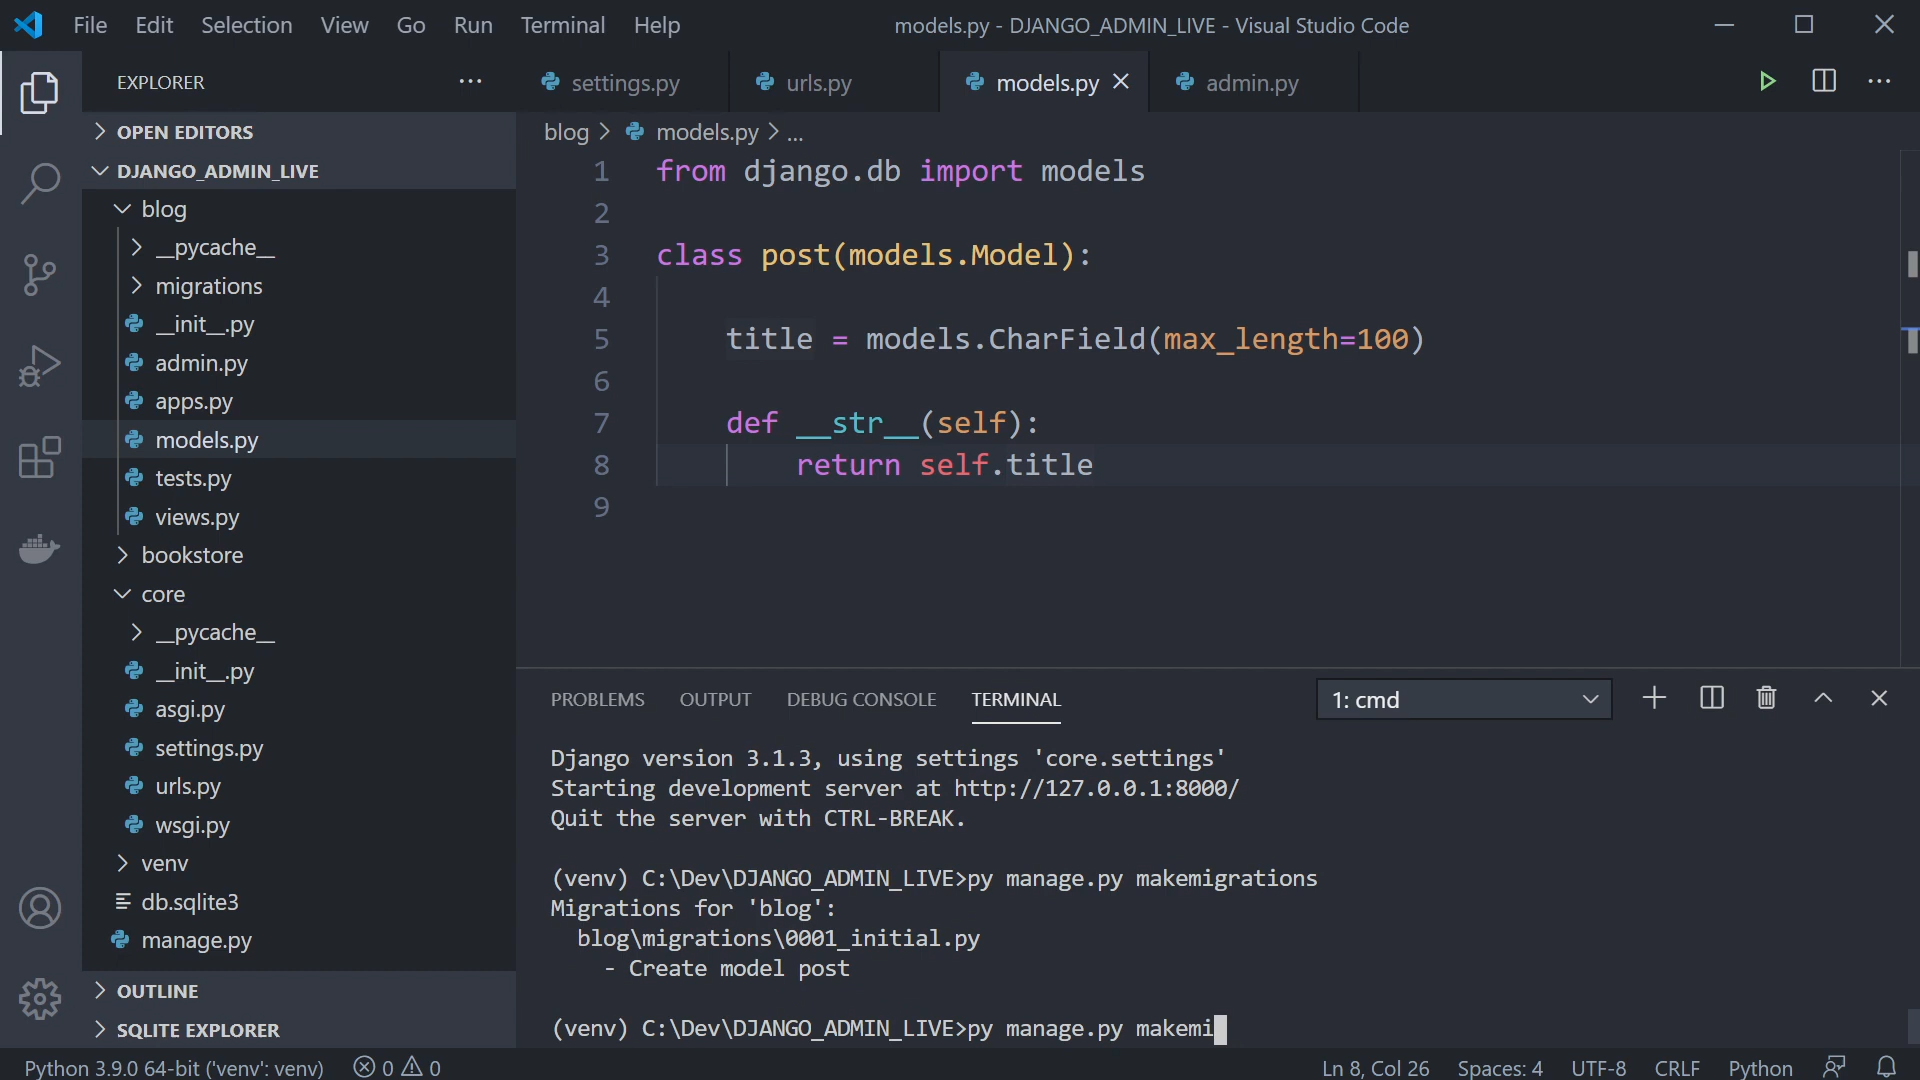 File Edit Selection View Go Run Terminal Help models.py - DJANGO_ADMIN_LIVE - Visual Studio Code
EXPLORER
OPEN EDITORS
DJANGO_ADMIN_LIVE
blog
__pycache__
migrations
__init__.py
admin.py
apps.py
models.py
tests.py
views.py
bookstore
core
__pycache__
__init__.py
asgi.py
settings.py
urls.py
wsgi.py
venv
db.sqlite3
manage.py
OUTLINE
SQLITE EXPLORER
settings.py urls.py models.py admin.py
blog > models.py > ...
1 from django.db import models
2
3 class post(models.Model):
4
5 title = models.CharField(max_length=100)
6
7 def __str__(self):
8 return self.title
9
PROBLEMS OUTPUT DEBUG CONSOLE TERMINAL 1: cmd
Django version 3.1.3, using settings 'core.settings'
Starting development server at http://127.0.0.1:8000/
Quit the server with CTRL-BREAK.
(venv) C:\Dev\DJANGO_ADMIN_LIVE>py manage.py makemigrations
Migrations for 'blog':
blog\migrations\0001_initial.py
- Create model post
(venv) C:\Dev\DJANGO_ADMIN_LIVE>py manage.py makemi
Python 3.9.0 64-bit ('venv': venv) 0 0 Ln 8, Col 26 Spaces: 4 UTF-8 CRLF Python